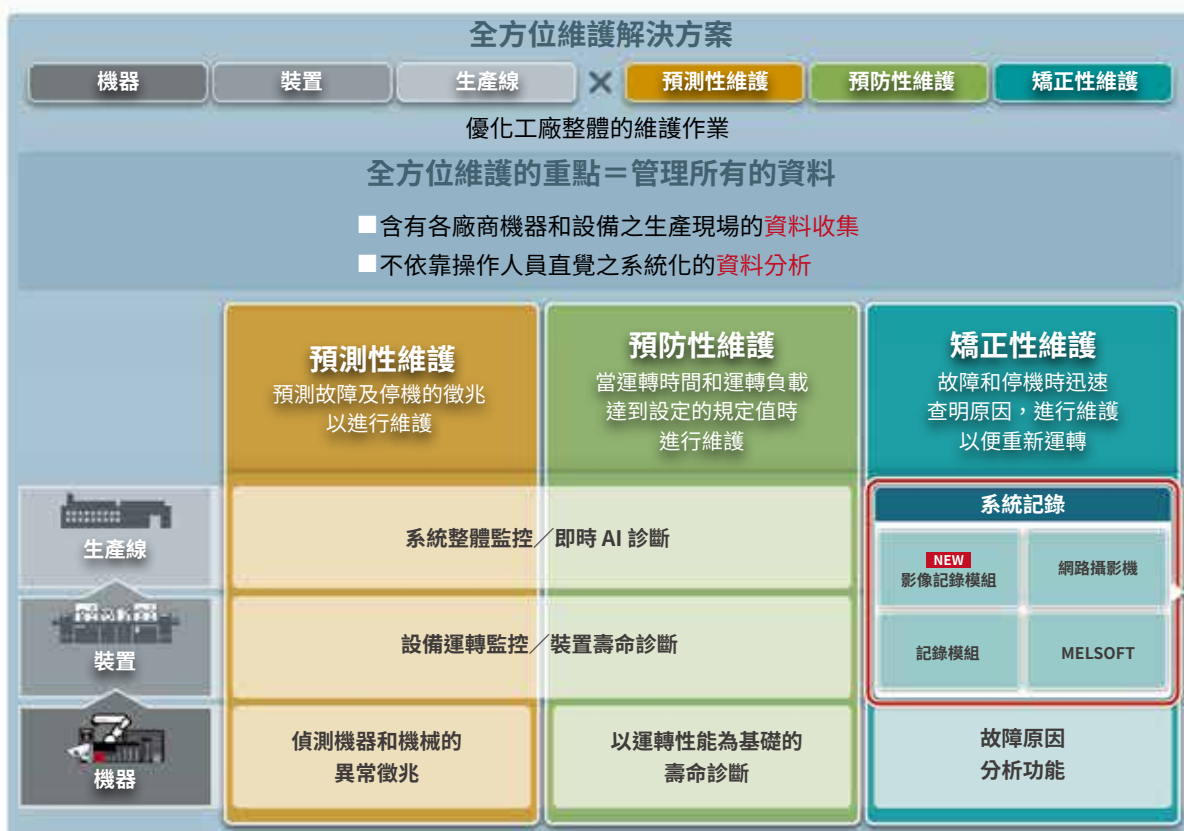 全方位維護解決方案
機器 裝置 生產線 × 預測性維護 預防性維護 矯正性維護
優化工廠整體的維護作業
全方位維護的重點＝管理所有的資料
■含有各廠商機器和設備之生產現場的資料收集
■不依靠操作人員直覺之系統化的資料分析
預測性維護
預測故障及停機的徵兆
以進行維護
預防性維護
當運轉時間和運轉負載
達到設定的規定值時
進行維護
矯正性維護
故障和停機時迅速
查明原因，進行維護
以便重新運轉
生產線
系統整體監控／即時 AI 診斷
系統記錄
NEW
影像記錄模組
網路攝影機
記錄模組
MELSOFT
裝置
設備運轉監控／裝置壽命診斷
機器
偵測機器和機械的
異常徵兆
以運轉性能為基礎的
壽命診斷
故障原因
分析功能